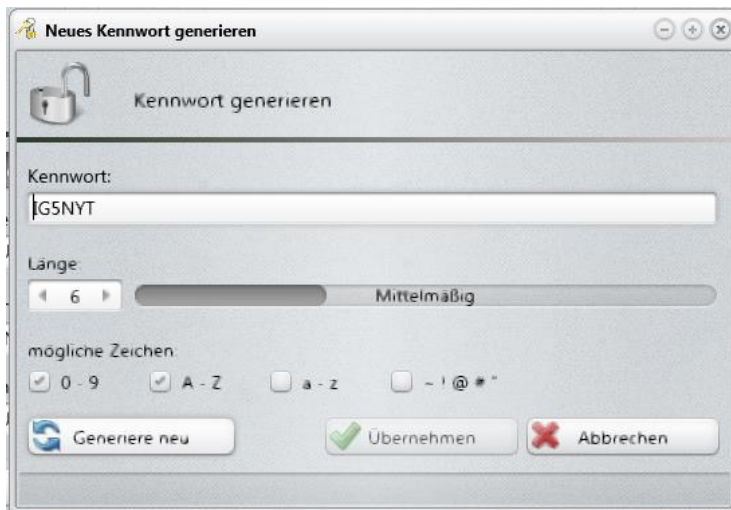 Neues Kennwort generieren
Kennwort generieren
Kennwort:
IG5NYT
Länge:
6 Mittelmäßig
mögliche Zeichen:
0 - 9 A - Z a - z ~ ! @ # "
Generiere neu Übernehmen Abbrechen